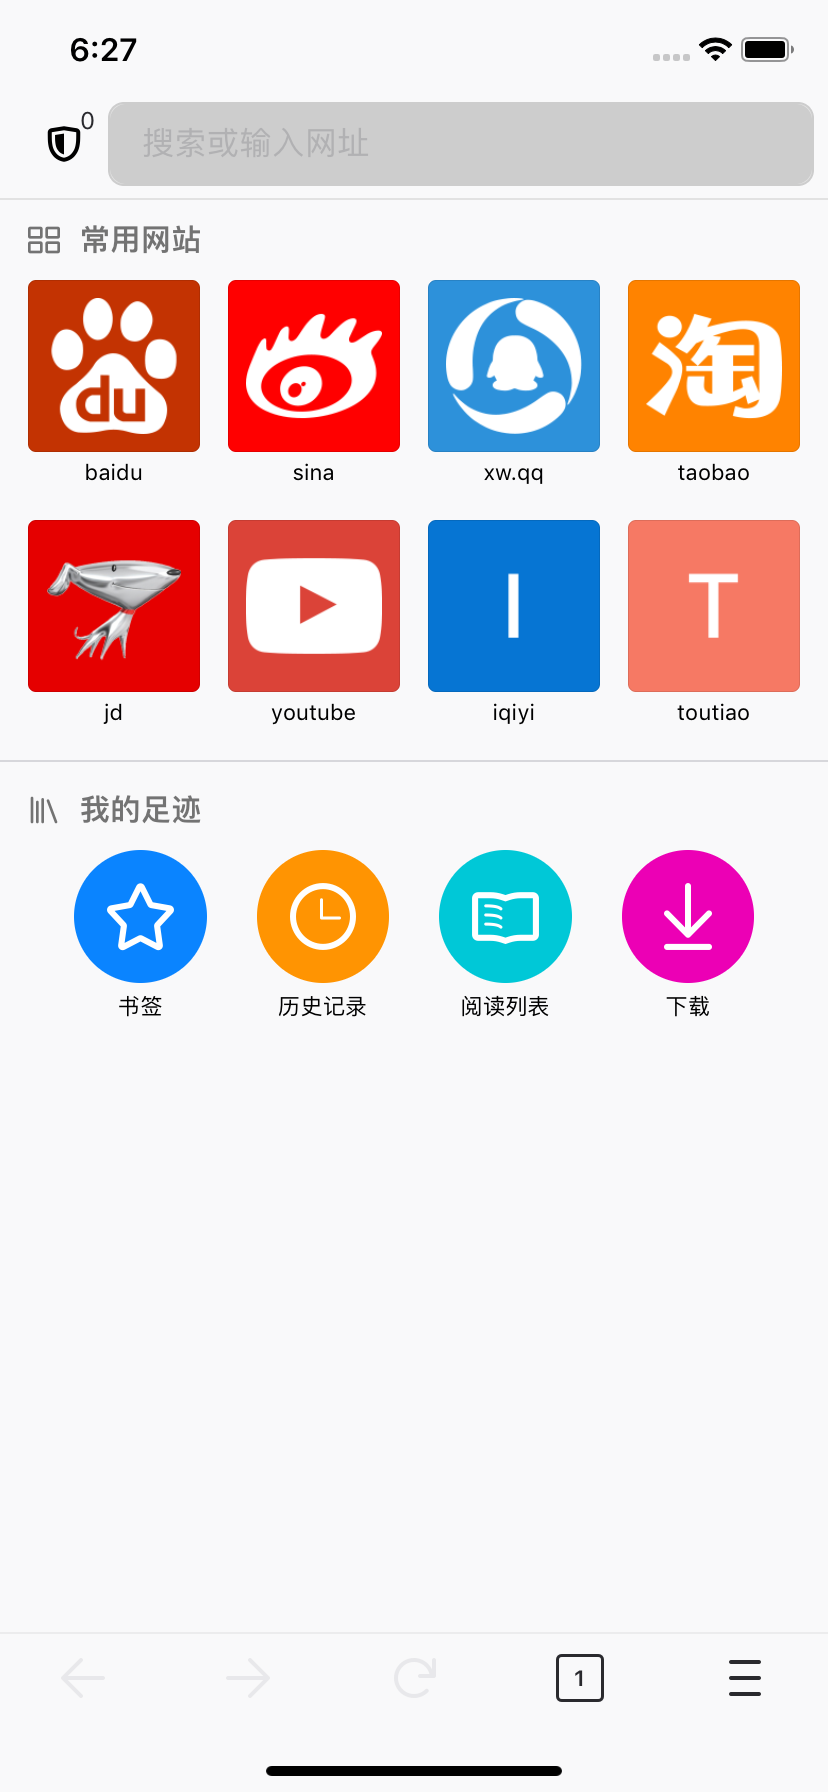 6:27
0
搜索或输入网址
常用网站
du
淘
baidu
sina
xw.qq
taobao
I
T
jd
youtube
iqiyi
toutiao
我的足迹
书签
历史记录
阅读列表
下载
1